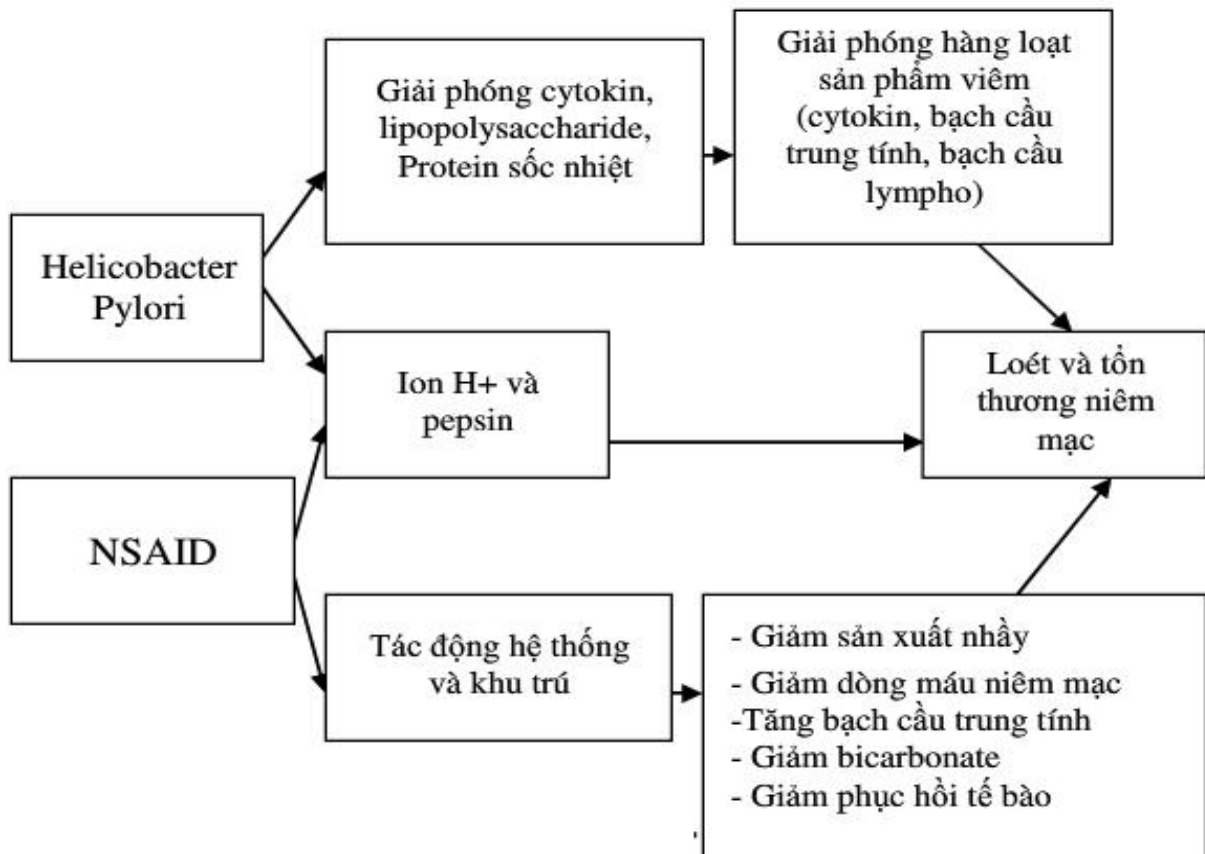 Giải phóng cytokin,
lipopolysaccharide,
Protein sốc nhiệt
Giải phóng hàng loạt
sản phẩm viêm
(cytokin, bạch cầu
trung tính, bạch cầu
lympho)
Helicobacter
Pylori
Ion H+ và
pepsin
Loét và tổn
thương niêm
mạc
NSAID
Tác động hệ thống
và khu trú
- Giảm sản xuất nhầy
- Giảm dòng máu niêm mạc
-Tăng bạch cầu trung tính
- Giảm bicarbonate
- Giảm phục hồi tế bào